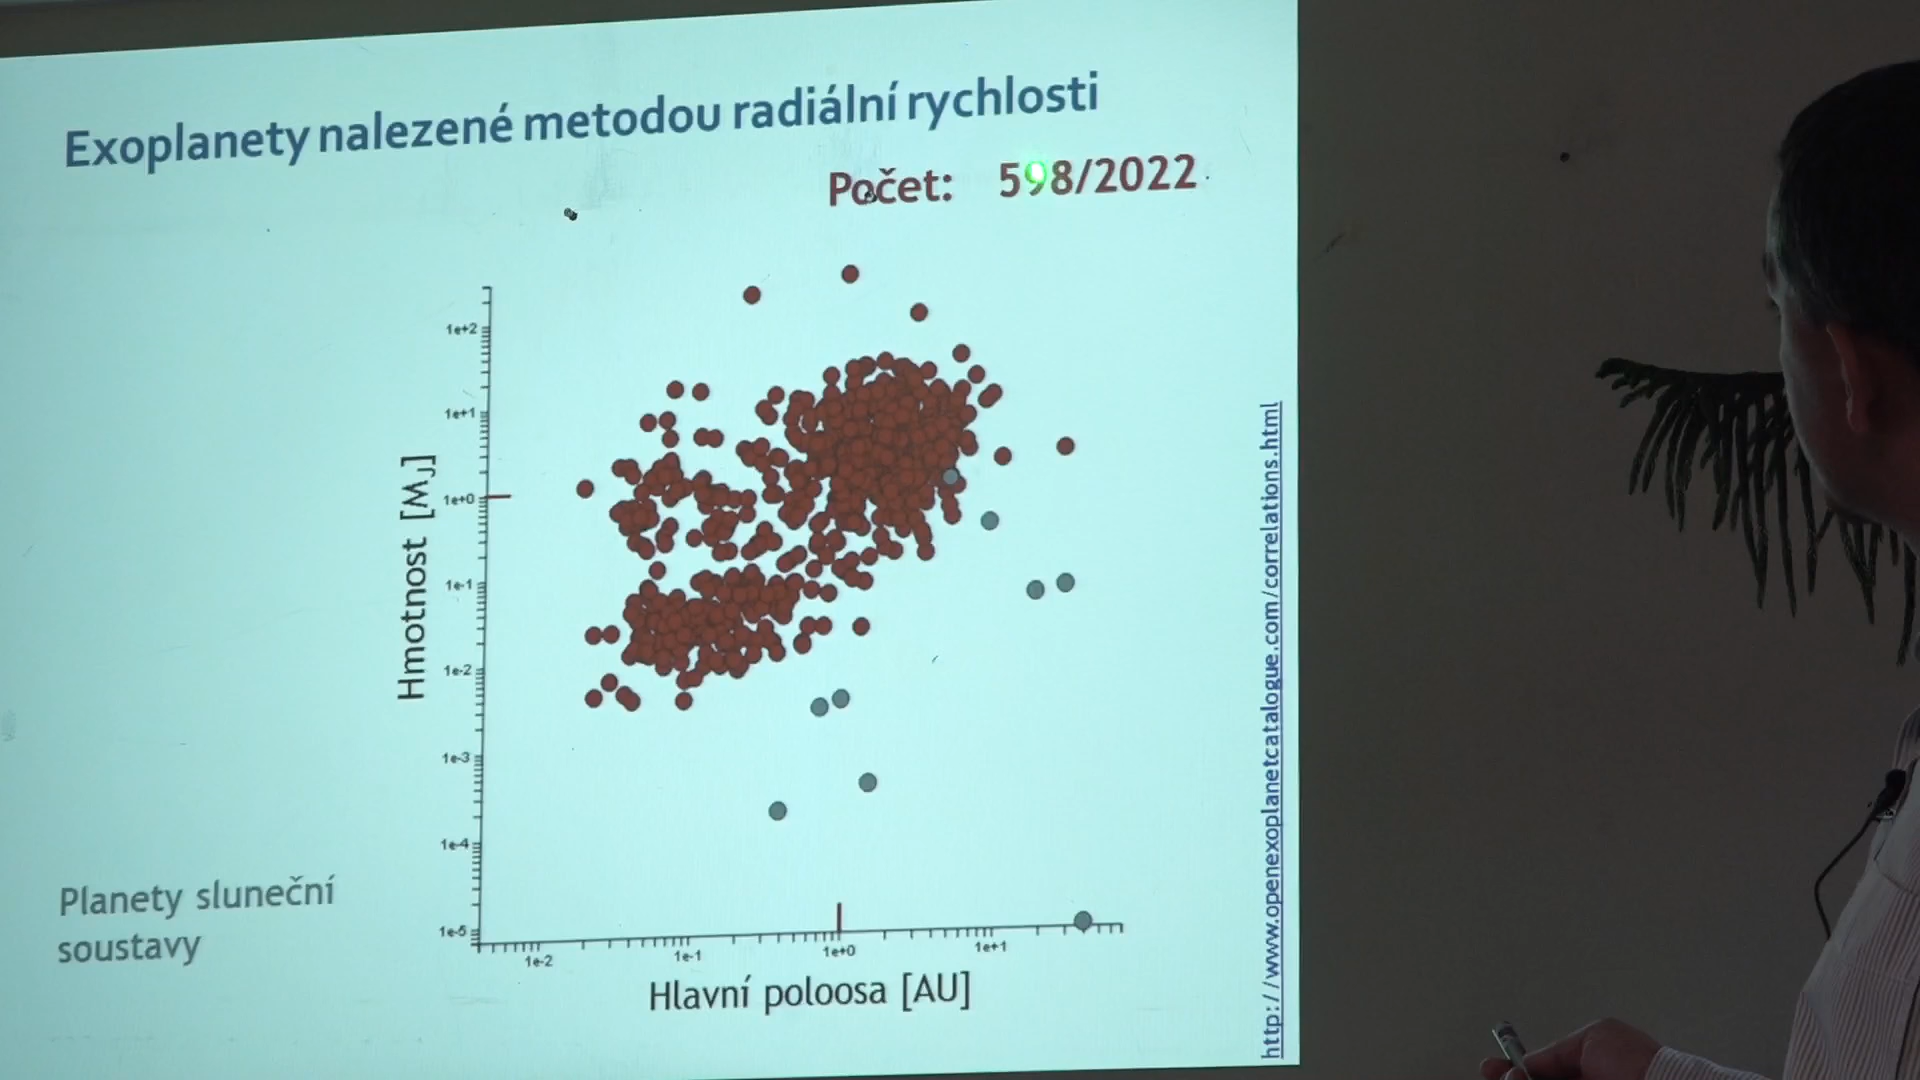 Exoplanety nalezené metodou radiální rychlosti
Počet: 598/2022
Hmotnost [MJ]
1e+2
1e+1
1e+0
1e-1
1e-2
1e-3
1e-4
1e-5
1e-2
1e-1
1e+0
1e+1
Hlavní poloosa [AU]
Planety sluneční
soustavy
http://www.openexoplanetcatalogue.com/correlations.html